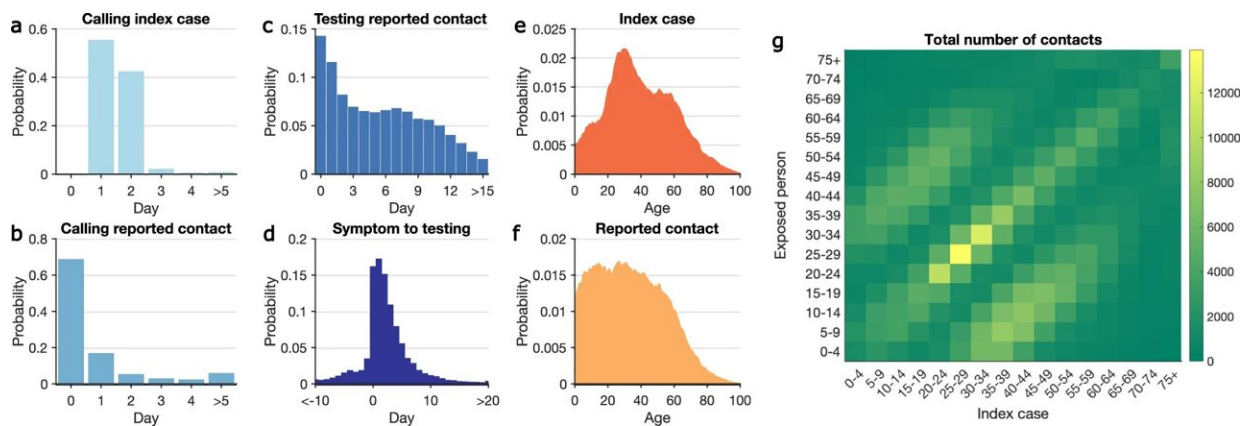 a
Calling index case
0.6
0.4
0.2
0
Probability
0 1 2 3 4 >5
Day
b
Calling reported contact
0.8
0.6
0.4
0.2
0
Probability
0 1 2 3 4 >5
Day
c
Testing reported contact
0.15
0.1
0.05
0
Probability
0 3 6 9 12 >15
Day
d
Symptom to testing
0.2
0.15
0.1
0.05
0
Probability
<-10 0 10 >20
Day
e
Index case
0.025
0.02
0.015
0.01
0.005
0
Probability
0 20 40 60 80 100
Age
f
Reported contact
0.02
0.015
0.01
0.005
0
Probability
0 20 40 60 80 100
Age
g
Total number of contacts
75+
70-74
65-69
60-64
55-59
50-54
45-49
40-44
35-39
30-34
25-29
20-24
15-19
10-14
5-9
0-4
Exposed person
0-4 5-9 10-14 15-19 20-24 25-29 30-34 35-39 40-44 45-49 50-54 55-59 60-64 65-69 70-74 75+
Index case
12000
10000
8000
6000
4000
2000
0